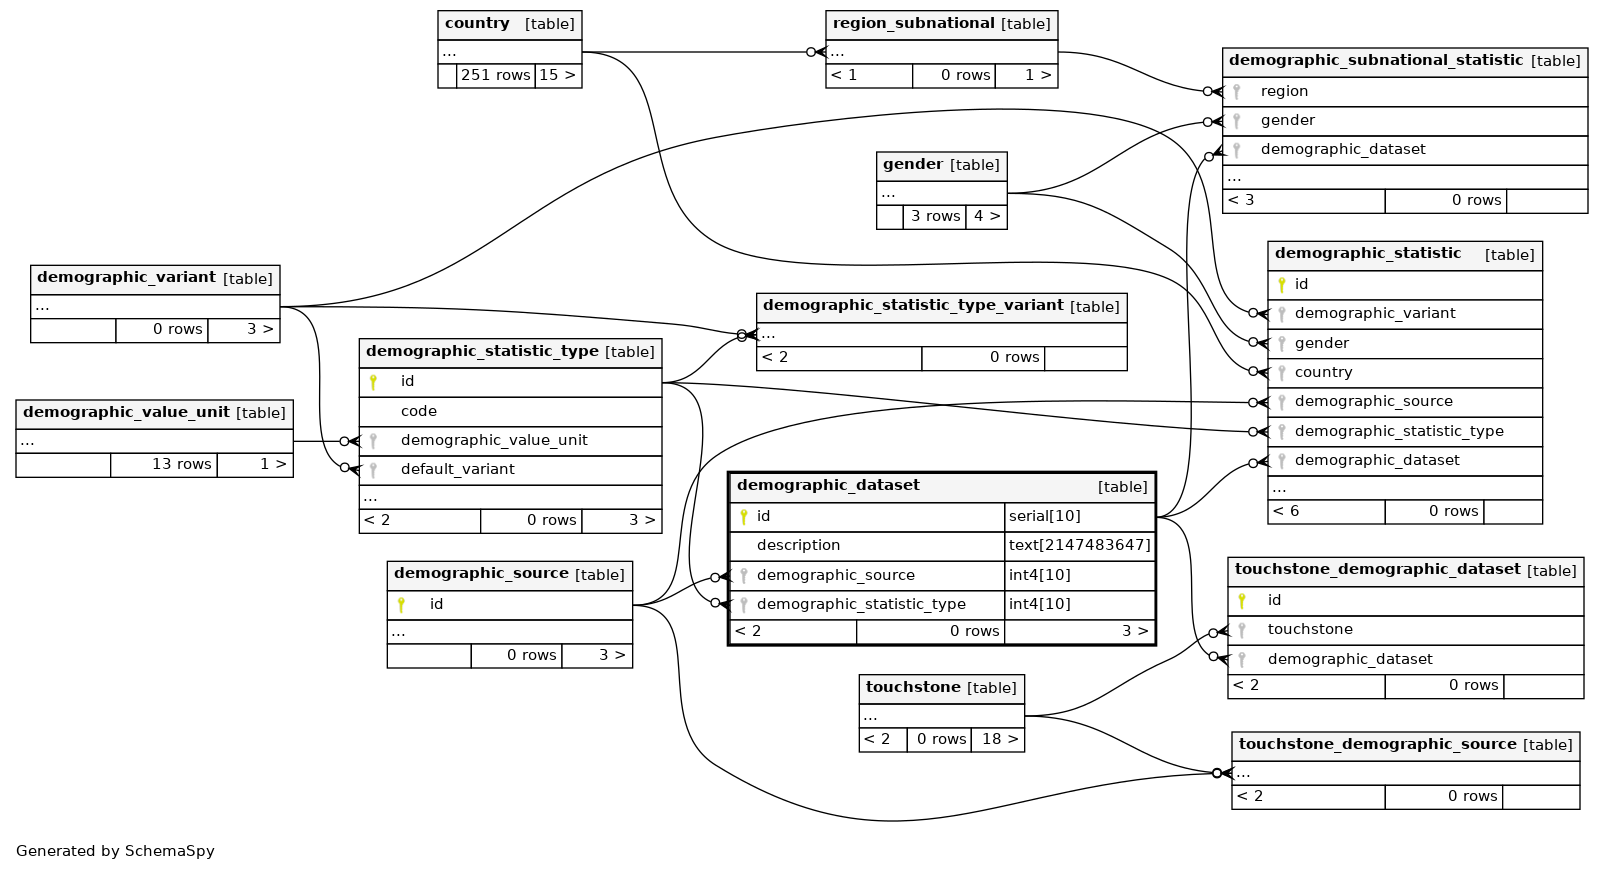 country [table]
...
251 rows 15 >
region_subnational [table]
...
< 1 0 rows 1 >
demographic_subnational_statistic [table]
region
gender
demographic_dataset
...
< 3 0 rows
gender [table]
...
3 rows 4 >
demographic_statistic [table]
id
demographic_variant
gender
country
demographic_source
demographic_statistic_type
demographic_dataset
...
< 6 0 rows
demographic_variant [table]
...
0 rows 3 >
demographic_statistic_type_variant [table]
...
< 2 0 rows
demographic_statistic_type [table]
id
code
demographic_value_unit
default_variant
...
< 2 0 rows 3 >
demographic_value_unit [table]
...
13 rows 1 >
demographic_dataset [table]
id serial[10]
description text[2147483647]
demographic_source int4[10]
demographic_statistic_type int4[10]
< 2 0 rows 3 >
demographic_source [table]
id
...
0 rows 3 >
touchstone_demographic_dataset [table]
id
touchstone
demographic_dataset
< 2 0 rows
touchstone [table]
...
< 2 0 rows 18 >
touchstone_demographic_source [table]
...
< 2 0 rows
Generated by SchemaSpy